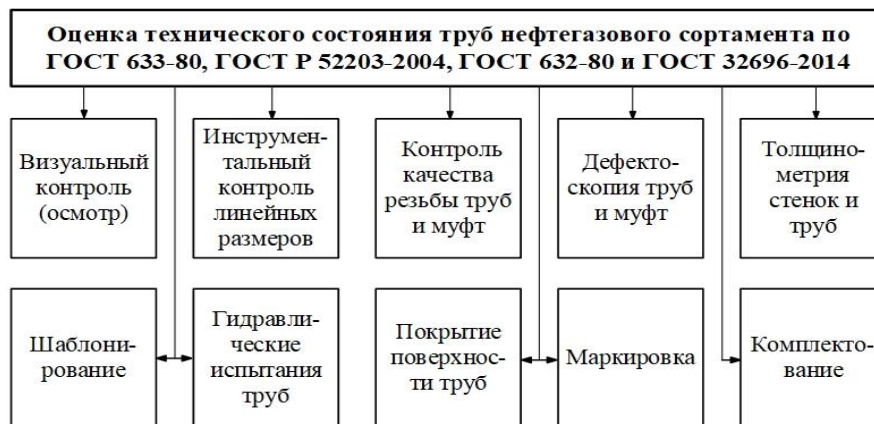 Оценка технического состояния труб нефтегазового сортамента по
ГОСТ 633-80, ГОСТ Р 52203-2004, ГОСТ 632-80 и ГОСТ 32696-2014
Визуальный
контроль
(осмотр)
Инструмен-
тальный
контроль
линейных
размеров
Контроль
качества
резьбы труб
и муфт
Дефекто-
скопия труб
и муфт
Толщино-
метрия
стенок и
труб
Шаблони-
рование
Гидравли-
ческие
испытания
труб
Покрытие
поверхнос-
ти труб
Маркировка
Комплекто-
вание